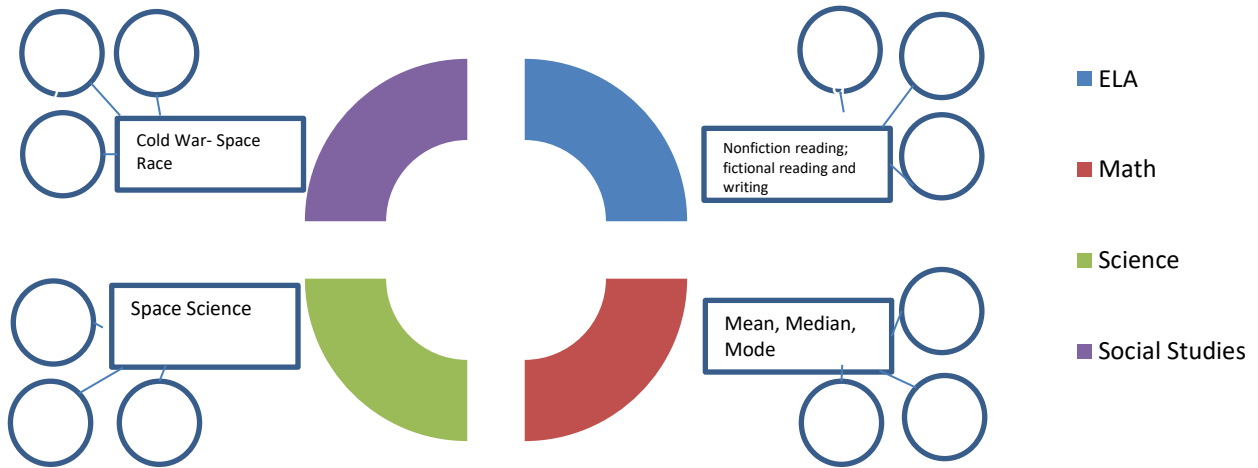 Cold War- Space
Race
Nonfiction reading;
fictional reading and
writing
Space Science
Mean, Median,
Mode
ELA
Math
Science
Social Studies